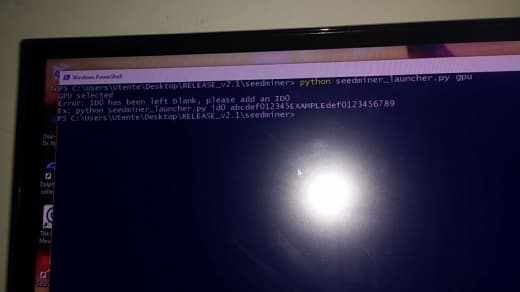 Windows PowerShell
PS C:\Users\Utente\Desktop\RELEASE_v2.1\seedminer> python seedminer_launcher.py gpu
GPU selected
Error: ID0 has been left blank, please add an ID0
Ex: python seedminer_launcher.py id0 abcdef012345EXAMPLEdef0123456789
PS C:\Users\Utente\Desktop\RELEASE_v2.1\seedminer>